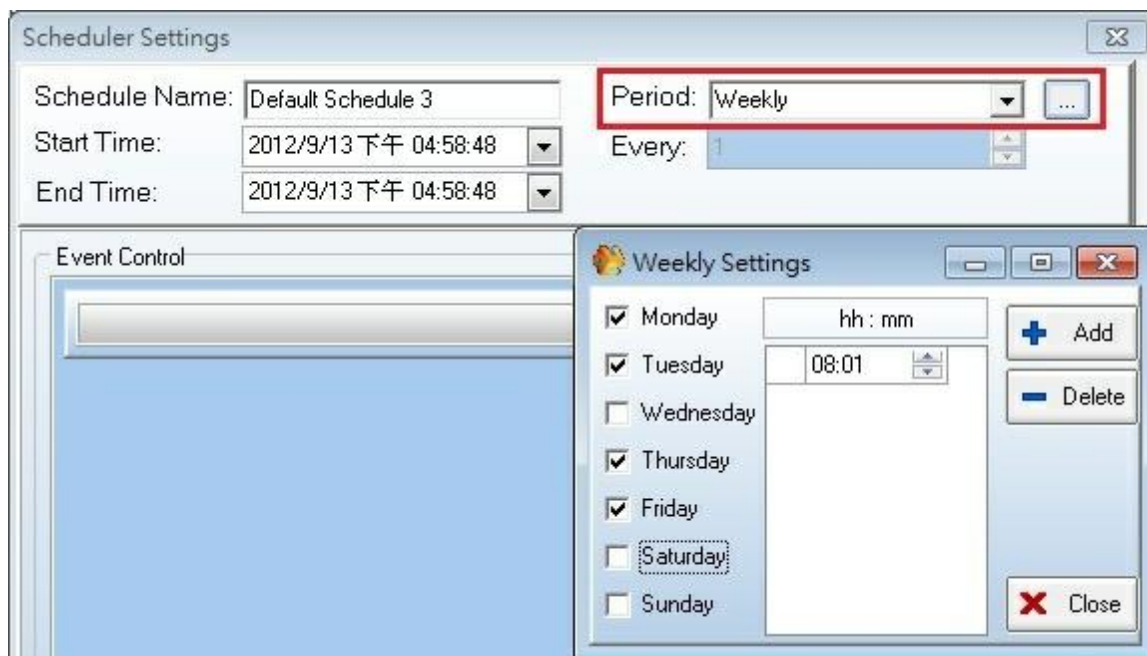 Scheduler Settings
Schedule Name: Default Schedule 3
Period: Weekly ...
Start Time: 2012/9/13 下午 04:58:48
Every: 1
End Time: 2012/9/13 下午 04:58:48
Event Control
Weekly Settings
Monday
hh : mm
Add
Tuesday
08:01
Delete
Wednesday
Thursday
Friday
Saturday
Sunday
Close